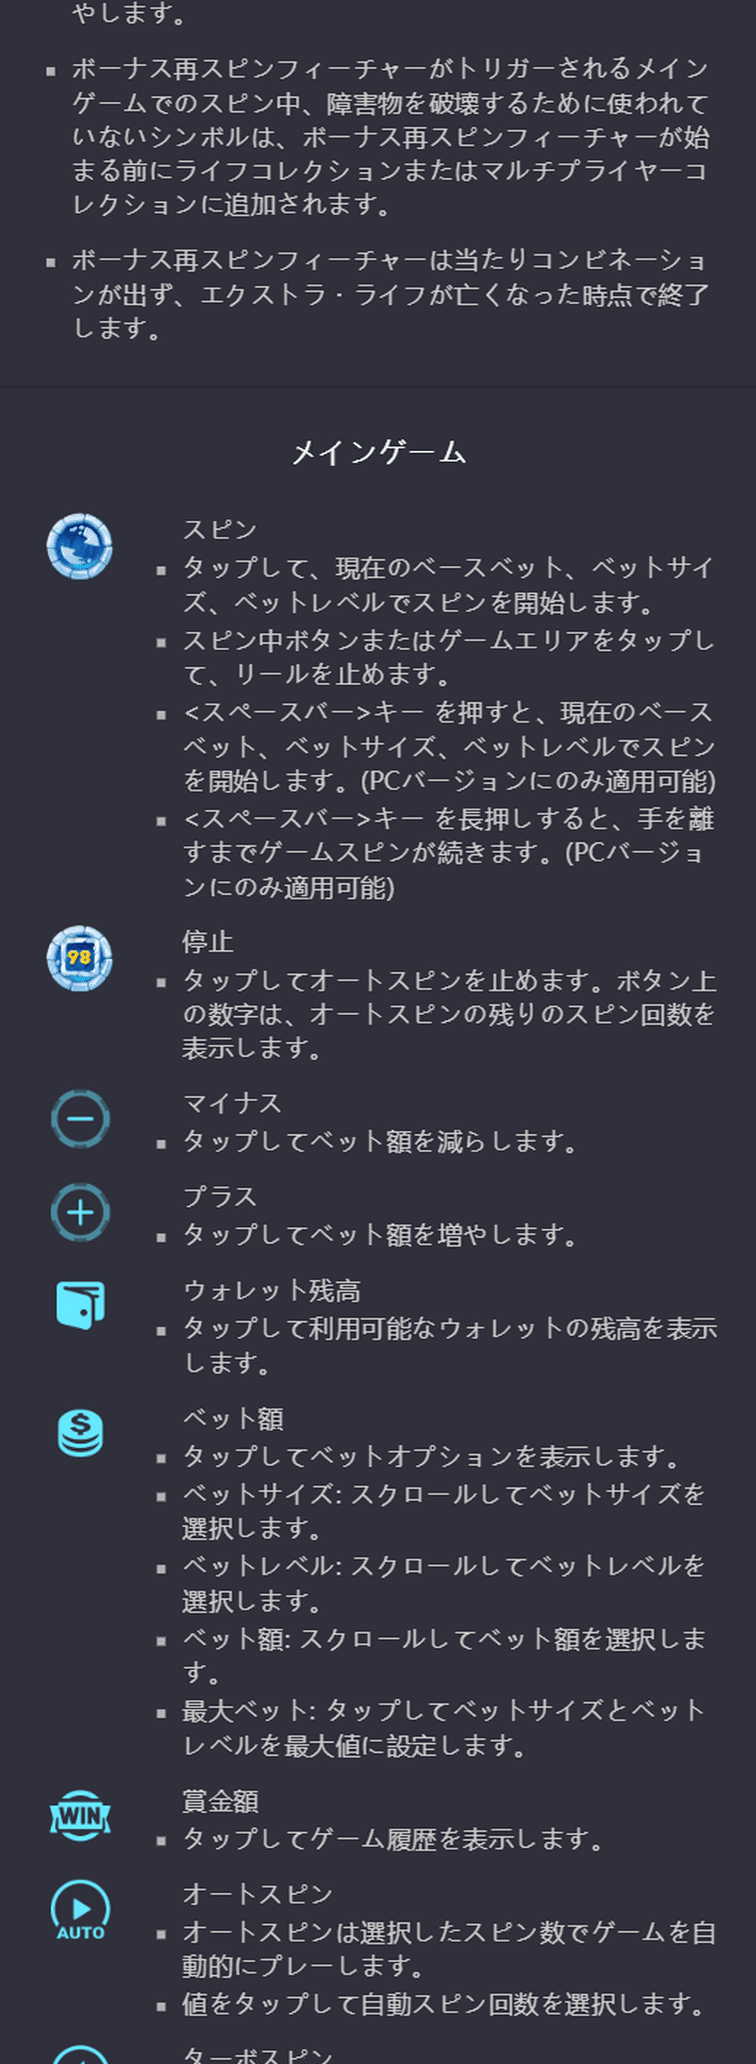 やします。
▪ ボーナス再スピンフィーチャーがトリガーされるメイン
ゲームでのスピン中、障害物を破壊するために使われて
いないシンボルは、ボーナス再スピンフィーチャーが始
まる前にライフコレクションまたはマルチプライヤーコ
レクションに追加されます。
▪ ボーナス再スピンフィーチャーは当たりコンビネーショ
ンが出ず、エクストラ・ライフが亡くなった時点で終了
します。
メインゲーム
スピン
▪ タップして、現在のベースベット、ベットサイ
ズ、ベットレベルでスピンを開始します。
▪ スピン中ボタンまたはゲームエリアをタップし
て、リールを止めます。
▪ <スペースバー>キー を押すと、現在のベース
ベット、ベットサイズ、ベットレベルでスピン
を開始します。(PCバージョンにのみ適用可能)
▪ <スペースバー>キー を長押しすると、手を離
すまでゲームスピンが続きます。(PCバージョ
ンにのみ適用可能)
98
停止
▪ タップしてオートスピンを止めます。ボタン上
の数字は、オートスピンの残りのスピン回数を
表示します。
マイナス
▪ タップしてベット額を減らします。
プラス
▪ タップしてベット額を増やします。
ウォレット残高
▪ タップして利用可能なウォレットの残高を表示
します。
$
ベット額
▪ タップしてベットオプションを表示します。
▪ ベットサイズ: スクロールしてベットサイズを
選択します。
▪ ベットレベル: スクロールしてベットレベルを
選択します。
▪ ベット額: スクロールしてベット額を選択しま
す。
▪ 最大ベット: タップしてベットサイズとベット
レベルを最大値に設定します。
WIN
賞金額
▪ タップしてゲーム履歴を表示します。
AUTO
オートスピン
▪ オートスピンは選択したスピン数でゲームを自
動的にプレーします。
▪ 値をタップして自動スピン回数を選択します。
ターボスピン